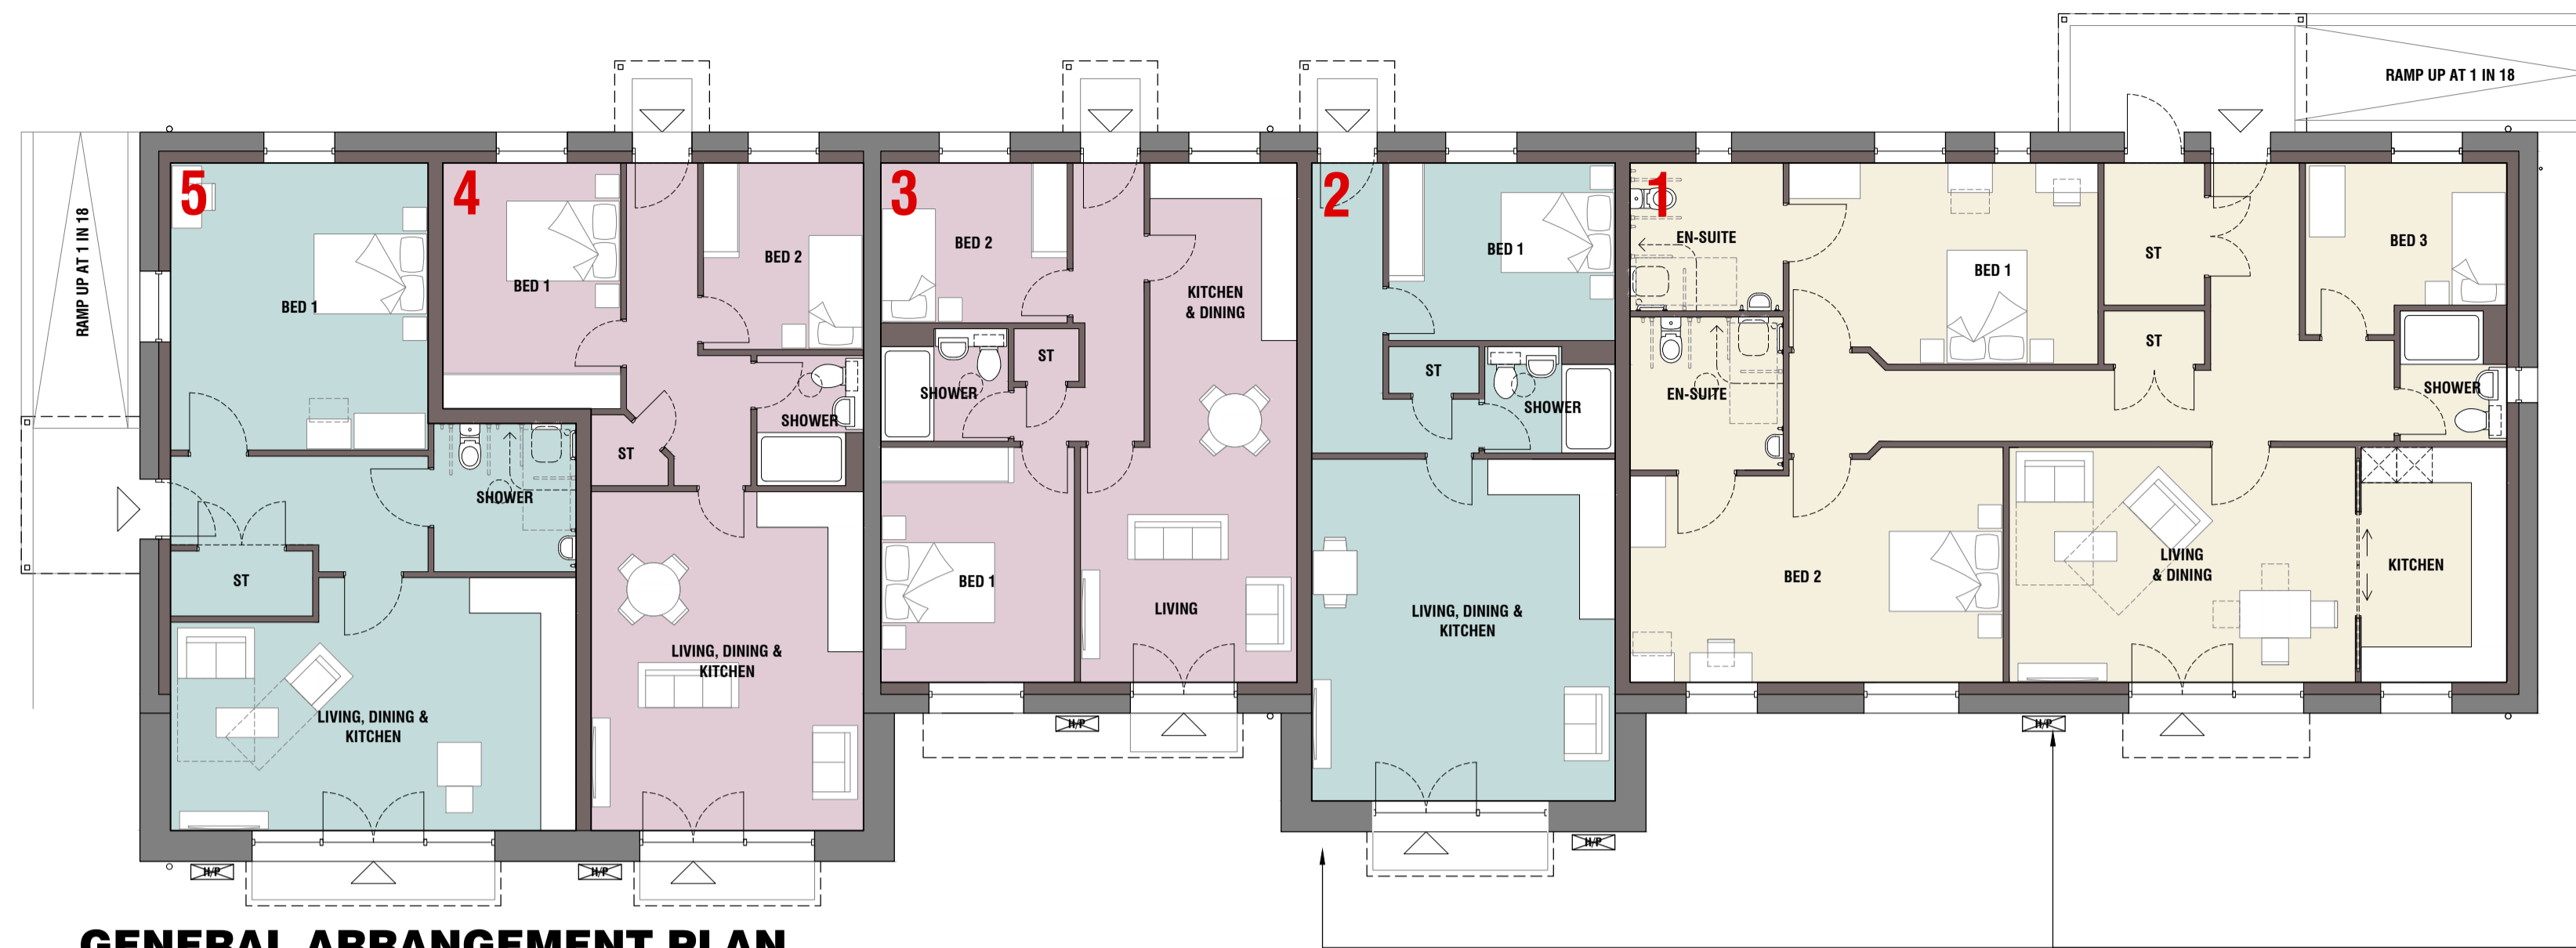 RAMP UP AT 1 IN 18
RAMP UP AT 1 IN 18
5
BED 1
SHOWER
ST
LIVING, DINING &
KITCHEN
H/P
4
BED 1
BED 2
SHOWER
ST
LIVING, DINING &
KITCHEN
H/P
3
BED 2
KITCHEN
& DINING
ST
SHOWER
BED 1
LIVING
H/P
2
BED 1
ST
SHOWER
LIVING, DINING &
KITCHEN
H/P
1
EN-SUITE
BED 1
ST
BED 3
ST
EN-SUITE
SHOWER
BED 2
LIVING
& DINING
KITCHEN
H/P
GENERAL ARRANGEMENT PLAN